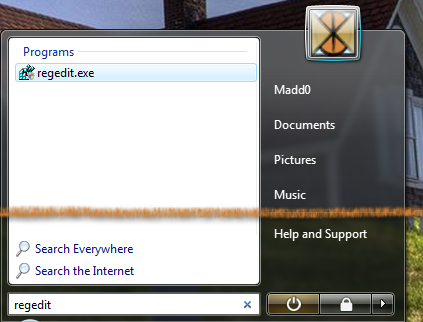 Programs
regedit.exe
Search Everywhere
Search the Internet
regedit
Madd0
Documents
Pictures
Music
Help and Support